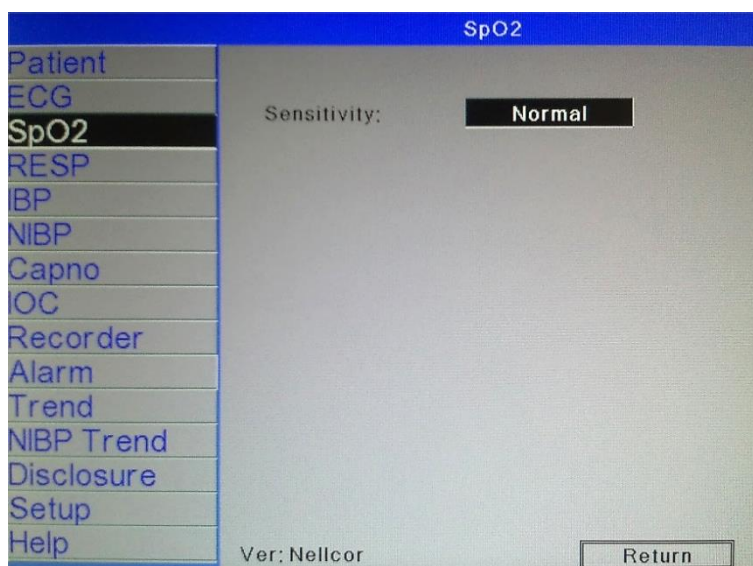 SpO2
Patient
ECG
SpO2
RESP
IBP
NIBP
Capno
IOC
Recorder
Alarm
Trend
NIBP Trend
Disclosure
Setup
Help
Sensitivity: Normal
Ver: Nellcor
Return